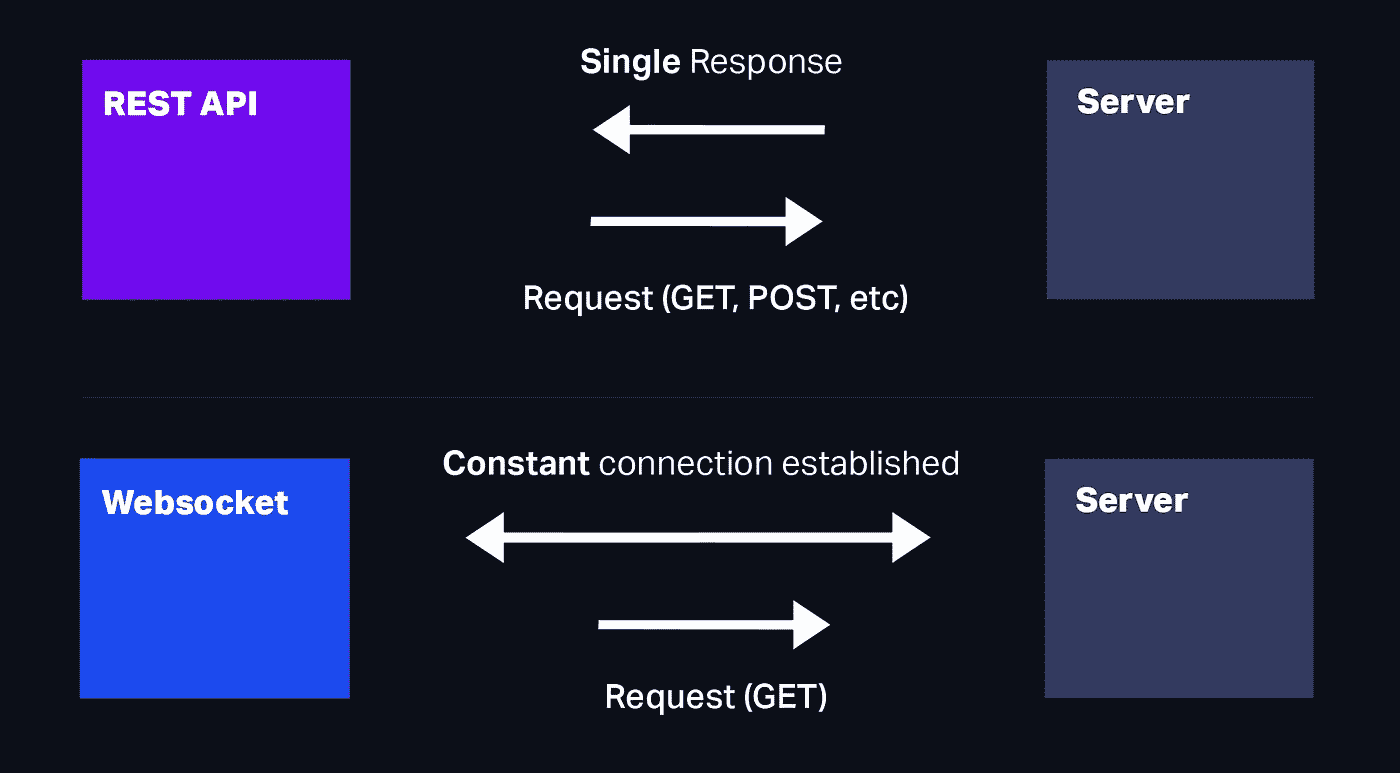 Single Response
REST API
Server
Request (GET, POST, etc)
Constant connection established
Websocket
Server
Request (GET)